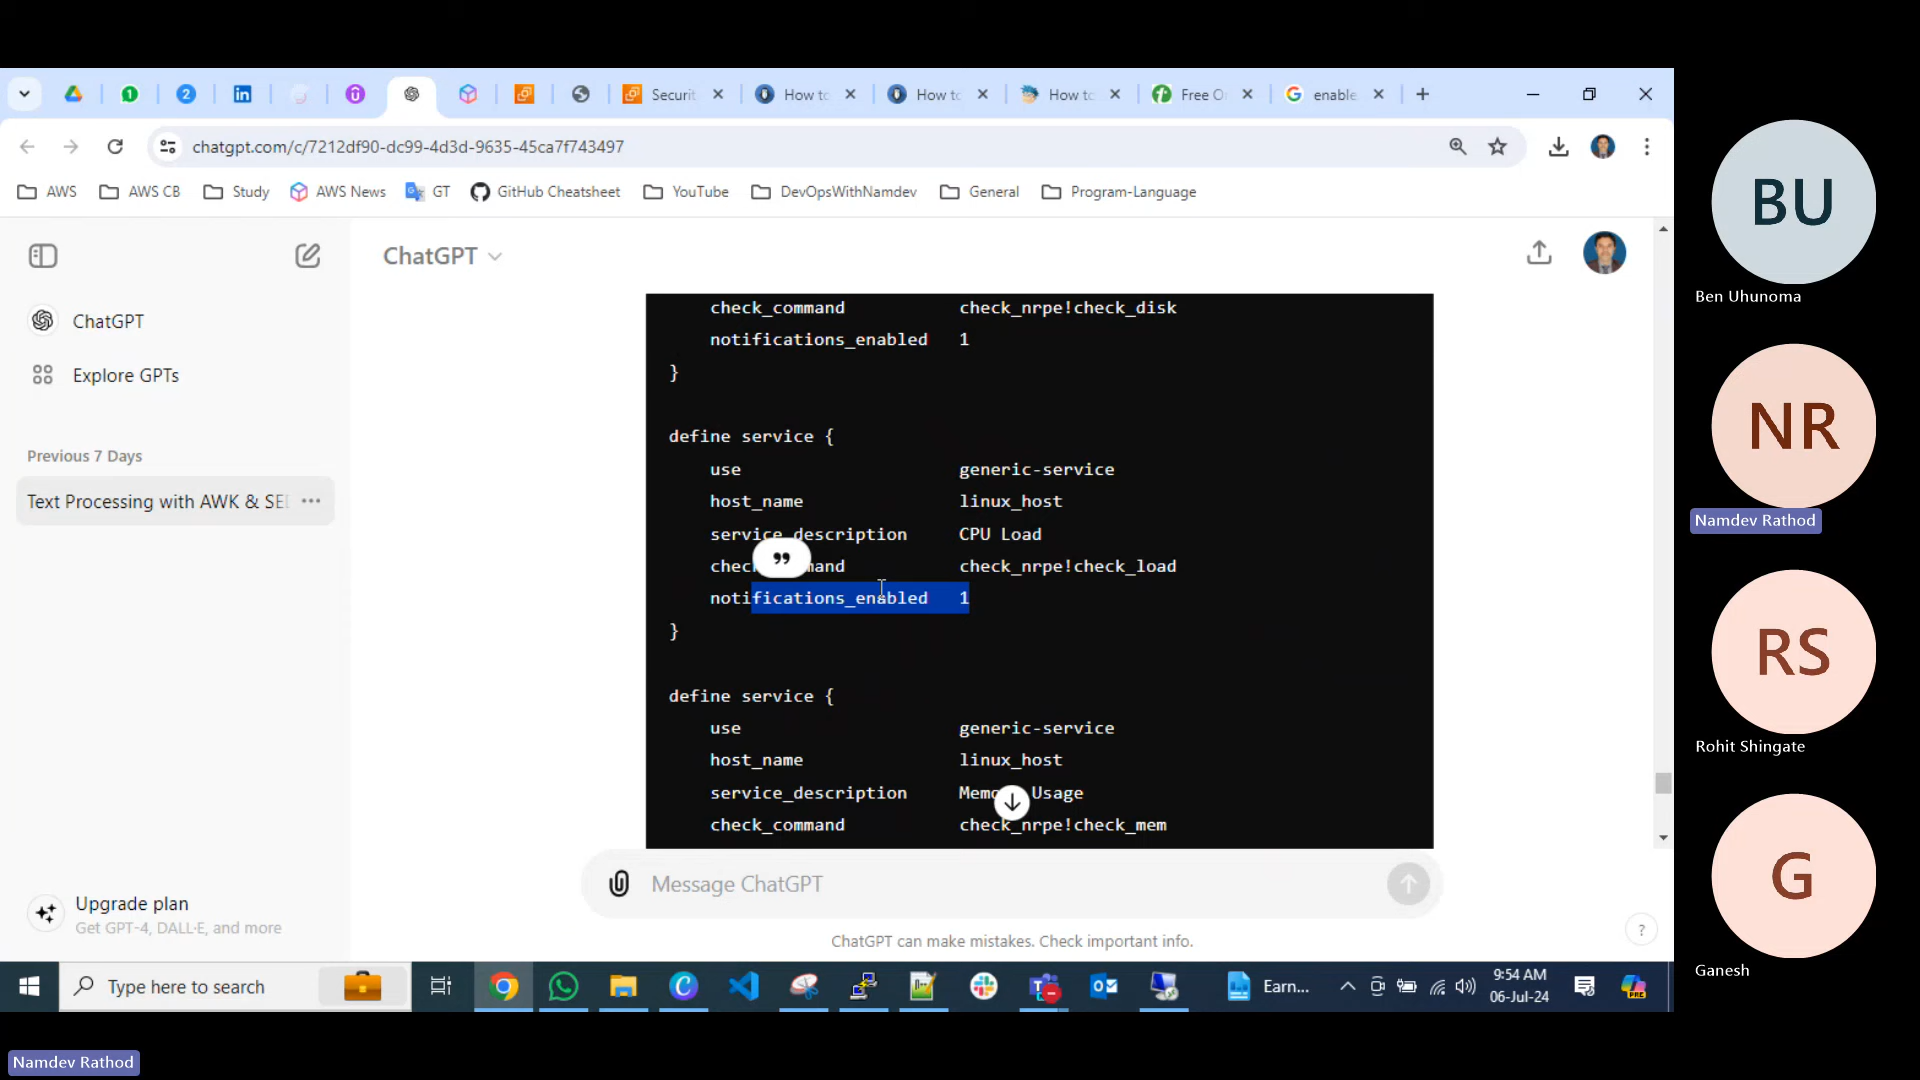 Securit
How to
How to
How to
Free O
enable
chatgpt.com/c/7212df90-dc99-4d3d-9635-45ca7f743497
AWS
AWS CB
Study
AWS News
GT
GitHub Cheatsheet
YouTube
DevOpsWithNamdev
General
Program-Language
ChatGPT
ChatGPT
Explore GPTs
Previous 7 Days
Text Processing with AWK & SE
Upgrade plan
Get GPT-4, DALL·E, and more
check_command check_nrpe!check_disk
notifications_enabled 1
}
define service {
use generic-service
host_name linux_host
service_description CPU Load
chec mand check_nrpe!check_load
notifications_enabled 1
}
define service {
use generic-service
host_name linux_host
service_description Mem Usage
check_command check_nrpe!check_mem
Message ChatGPT
ChatGPT can make mistakes. Check important info.
?
Type here to search
Earn...
9:54 AM
06-Jul-24
BU
Ben Uhunoma
NR
Namdev Rathod
RS
Rohit Shingate
G
Ganesh
Namdev Rathod